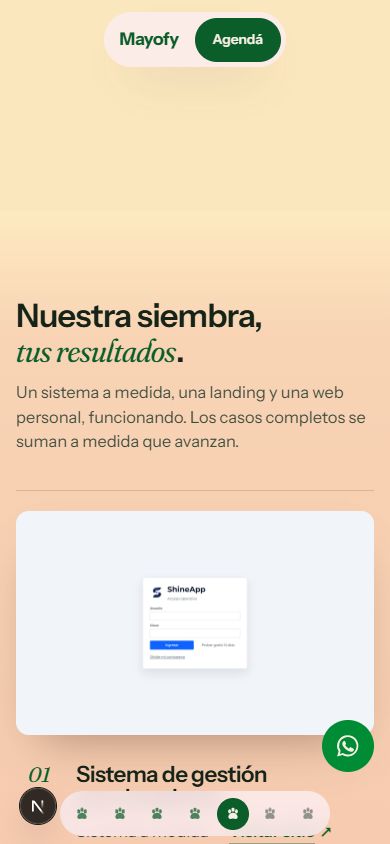 Mayofy
Agendá
Nuestra siembra,
tus resultados.
Un sistema a medida, una landing y una web
personal, funcionando. Los casos completos se
suman a medida que avanzan.
ShineApp
01
Sistema de gestión
N